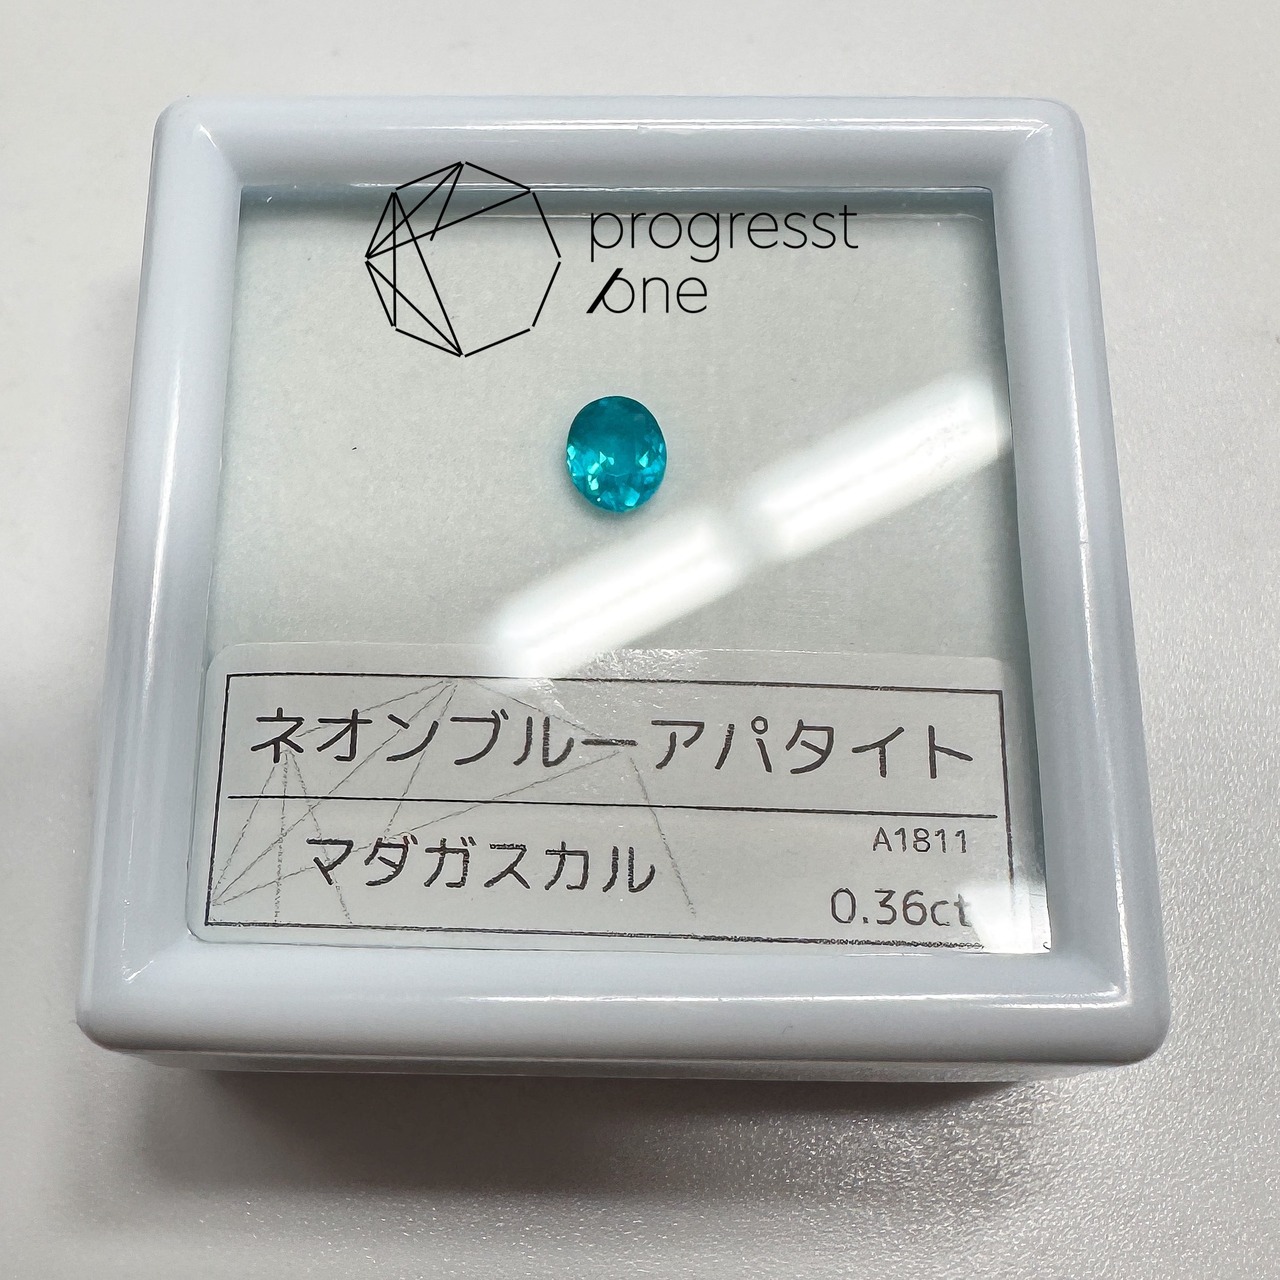 progresst
one
ネオンブルーアパタイト
マダガスカル
A1811
0.36ct